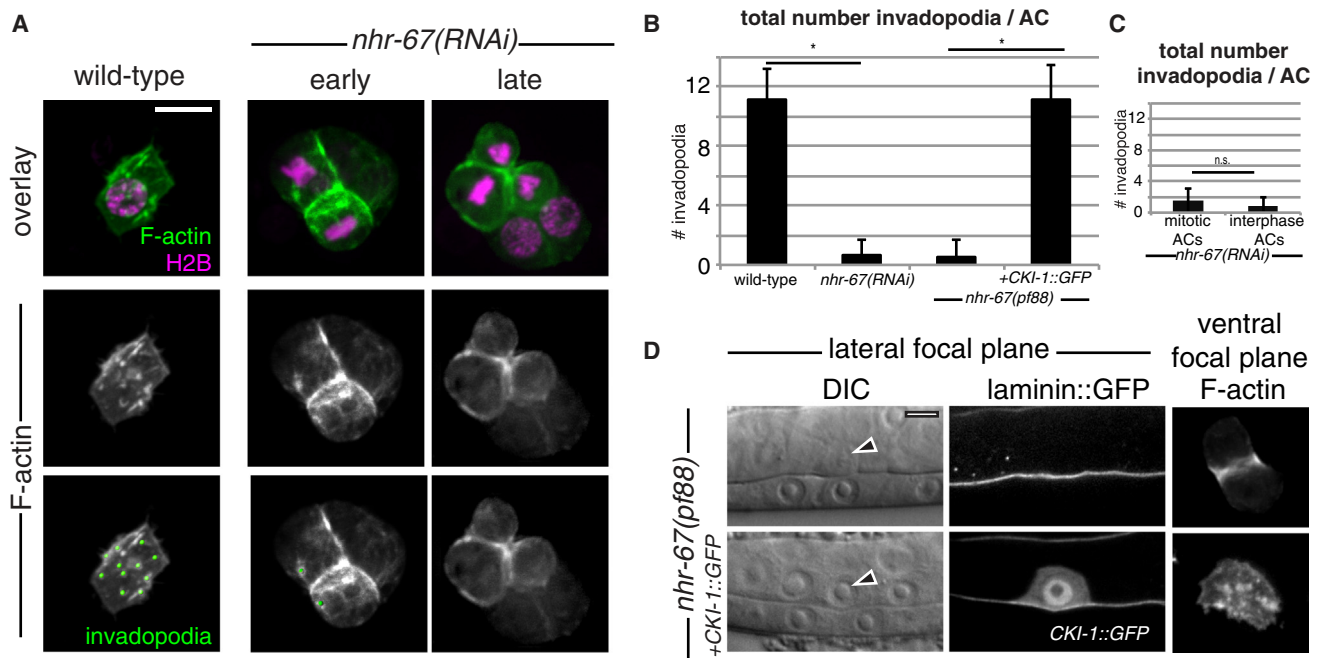 A
nhr-67(RNAi)
wild-type
early
late
overlay
F-actin
H2B
F-actin
invadopodia
B
total number invadopodia / AC
*
*
# invadopodia
12
8
4
0
wild-type
nhr-67(RNAi)
+CKI-1::GFP
nhr-67(pf88)
C
total number
invadopodia / AC
# invadopodia
12
8
4
0
n.s.
mitotic
ACs
interphase
ACs
nhr-67(RNAi)
D
lateral focal plane
ventral
focal plane
F-actin
DIC
laminin::GFP
nhr-67(pf88)
+CKI-1::GFP
CKI-1::GFP